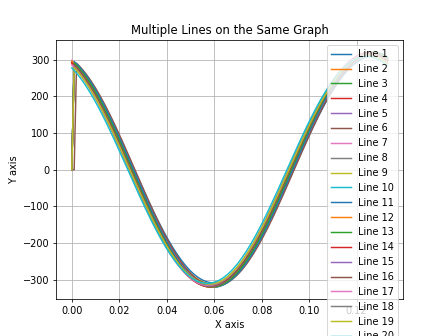 Multiple Lines on the Same Graph
Y axis
300
200
100
0
−100
−200
−300
0.00
0.02
0.04
0.06
0.08
0.10
X axis
Line 1
Line 2
Line 3
Line 4
Line 5
Line 6
Line 7
Line 8
Line 9
Line 10
Line 11
Line 12
Line 13
Line 14
Line 15
Line 16
Line 17
Line 18
Line 19
Line 20